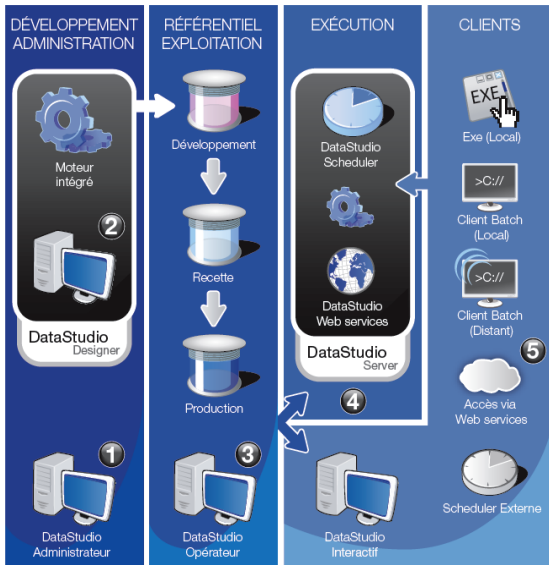 DÉVELOPPEMENT
ADMINISTRATION
Moteur
intégré
2
DataStudio
Designer
1
DataStudio
Administrateur
RÉFÉRENTIEL
EXPLOITATION
Développement
Recette
Production
3
DataStudio
Opérateur
EXÉCUTION
DataStudio
Scheduler
DataStudio
Web services
DataStudio
Server
4
DataStudio
Interactif
CLIENTS
EXE
Exe (Local)
>C://
Client Batch
(Local)
>C://
Client Batch
(Distant)
5
Accès via
Web services
Scheduler Externe